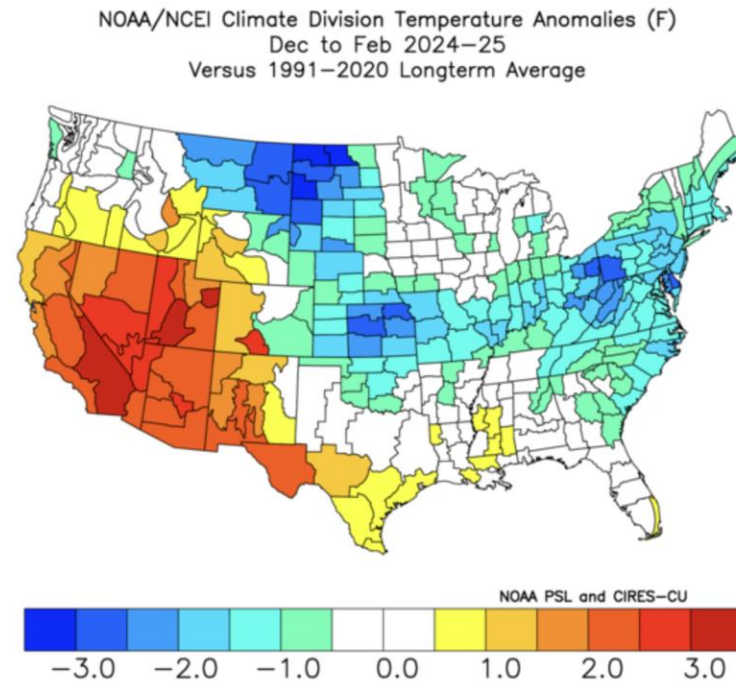 NOAA/NCEI Climate Division Temperature Anomalies (F)
Dec to Feb 2024−25
Versus 1991−2020 Longterm Average
NOAA PSL and CIRES−CU
−3.0 −2.0 −1.0 0.0 1.0 2.0 3.0